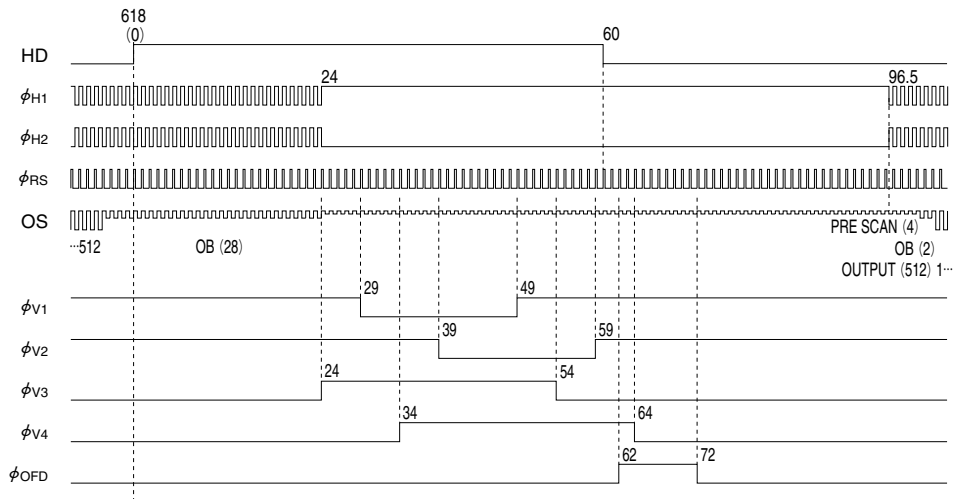 618
(0)
HD
60
ϕH1
24
96.5
ϕH2
ϕRS
OS
···512
OB (28)
PRE SCAN (4)
OB (2)
OUTPUT (512) 1···
ϕV1
29
49
ϕV2
39
59
ϕV3
24
54
ϕV4
34
64
ϕOFD
62
72